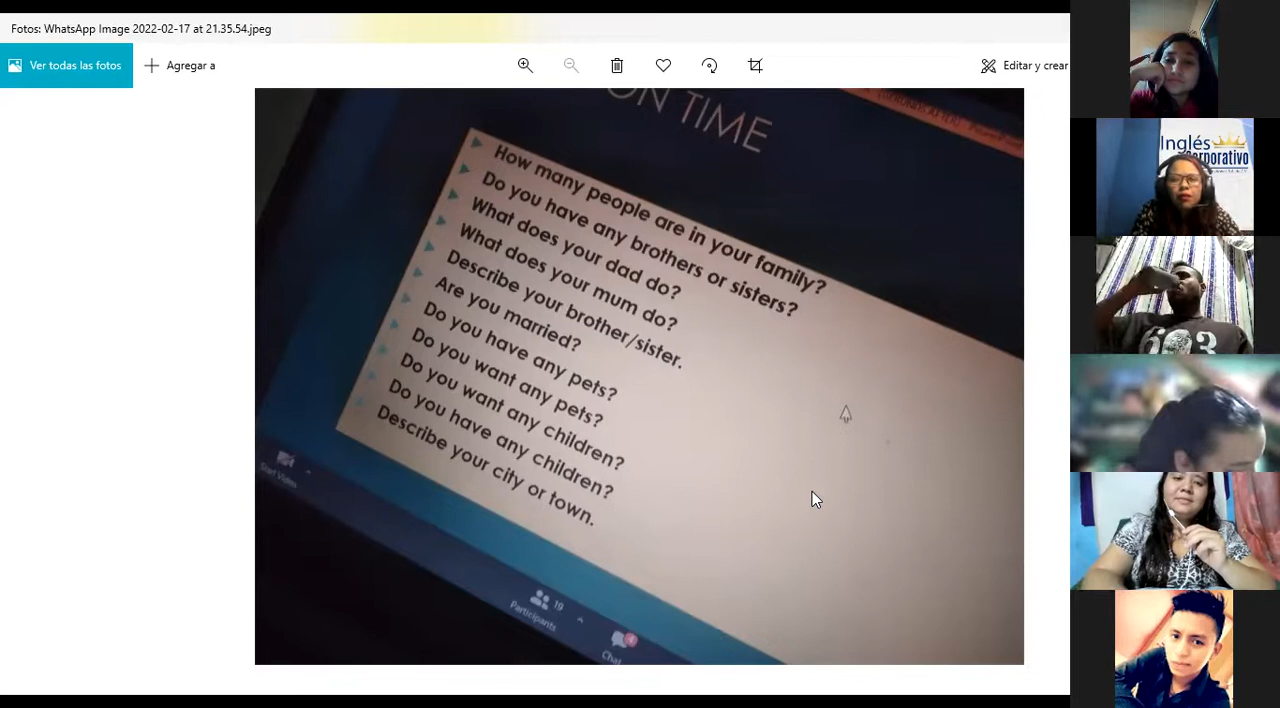 Fotos: WhatsApp Image 2022-02-17 at 21.35.54.jpeg
Ver todas las fotos
Agregar a
Editar y crear
ON TIME
How many people are in your family?
Do you have any brothers or sisters?
What does your dad do?
What does your mum do?
Describe your brother/sister.
Are you married?
Do you have any pets?
Do you want any pets?
Do you want any children?
Do you have any children?
Describe your city or town.
Start Video
Participants
19
Chat
Inglés
Corporativo